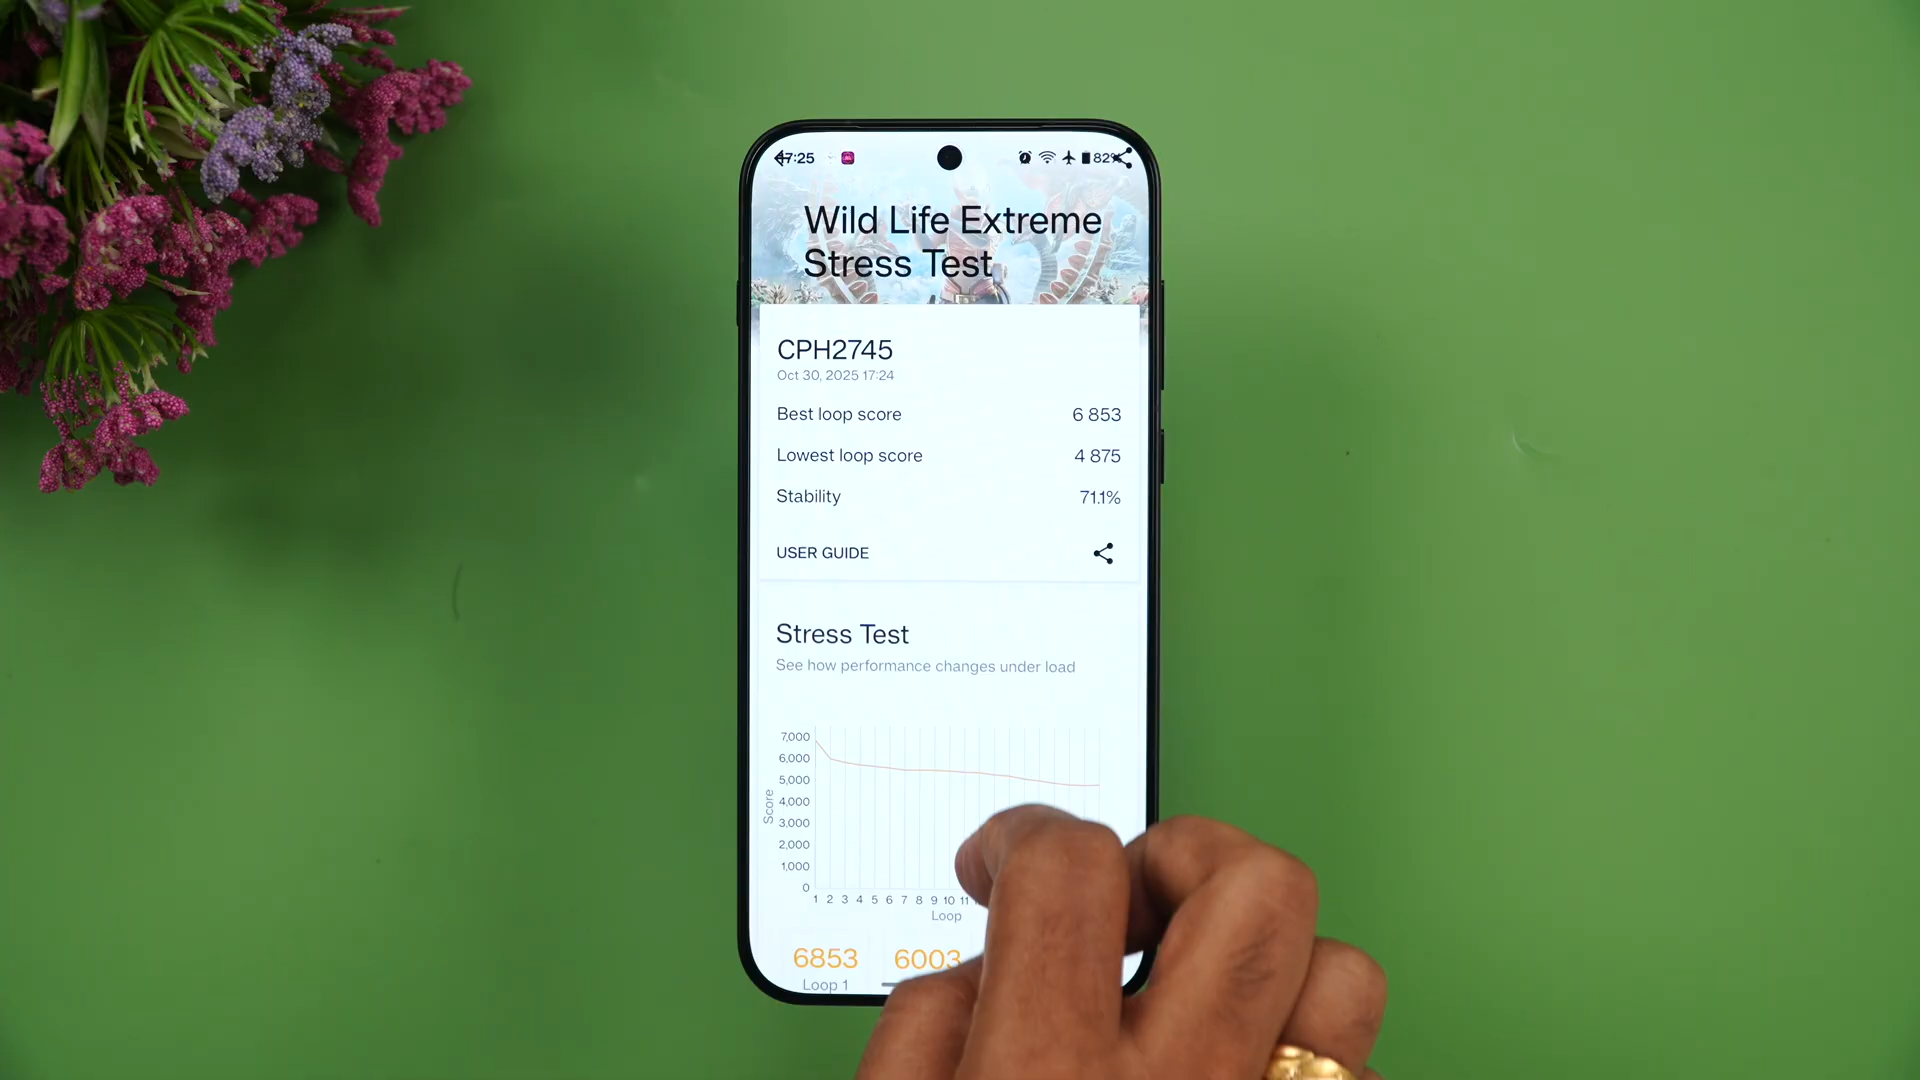 17:25
82%
Wild Life Extreme
Stress Test
CPH2745
Oct 30, 2025 17:24
Best loop score 6 853
Lowest loop score 4 875
Stability 71.1%
USER GUIDE
Stress Test
See how performance changes under load
7,000
6,000
5,000
4,000
3,000
2,000
1,000
0
Score
1 2 3 4 5 6 7 8 9 10 11
Loop
6853 6003
Loop 1